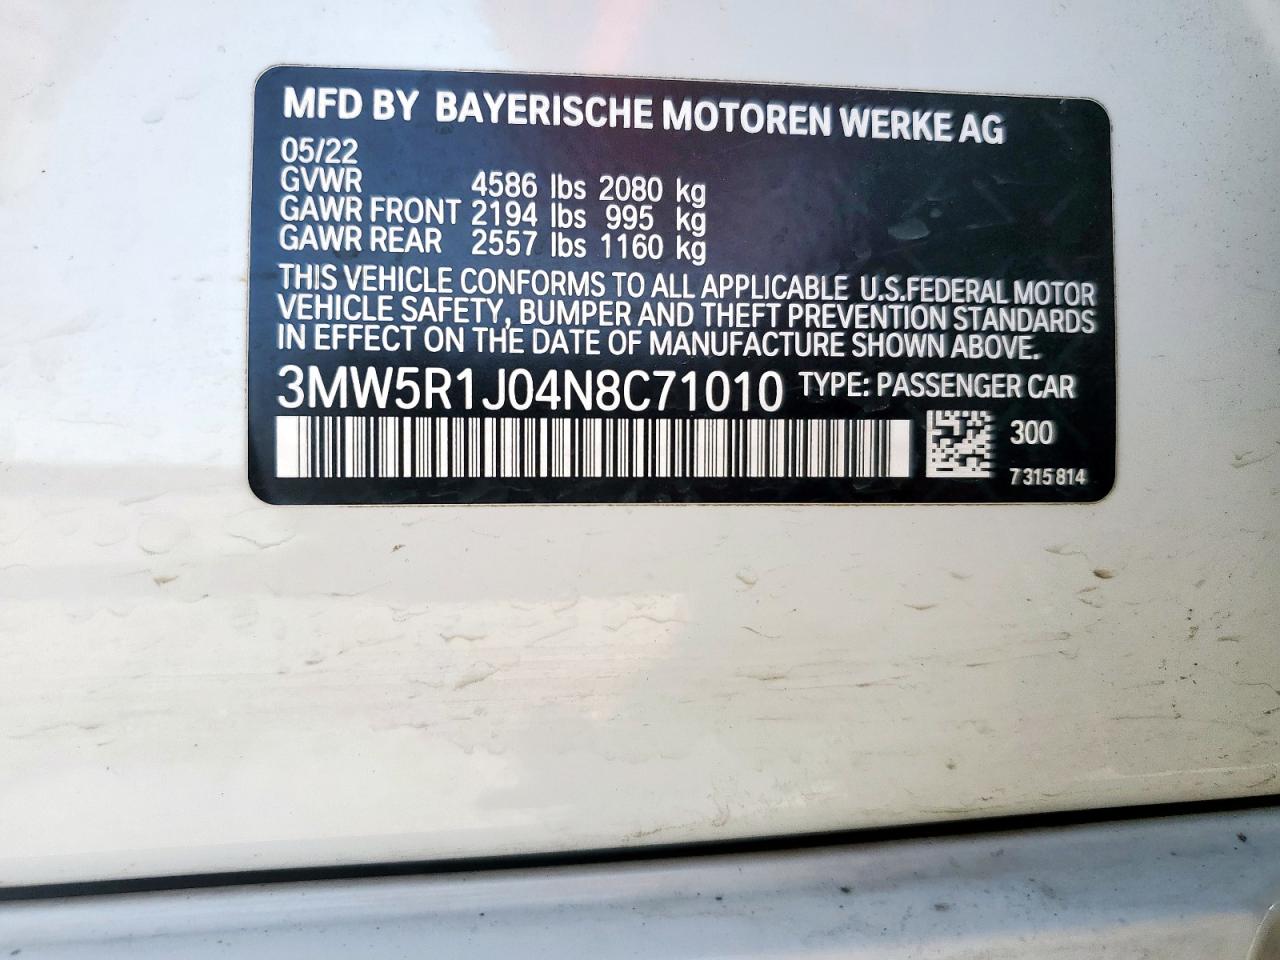 MFD BY BAYERISCHE MOTOREN WERKE AG
05/22
GVWR 4586 lbs 2080 kg
GAWR FRONT 2194 lbs 995 kg
GAWR REAR 2557 lbs 1160 kg
THIS VEHICLE CONFORMS TO ALL APPLICABLE U.S.FEDERAL MOTOR
VEHICLE SAFETY, BUMPER AND THEFT PREVENTION STANDARDS
IN EFFECT ON THE DATE OF MANUFACTURE SHOWN ABOVE.
3MW5R1J04N8C71010 TYPE: PASSENGER CAR
300
7315814